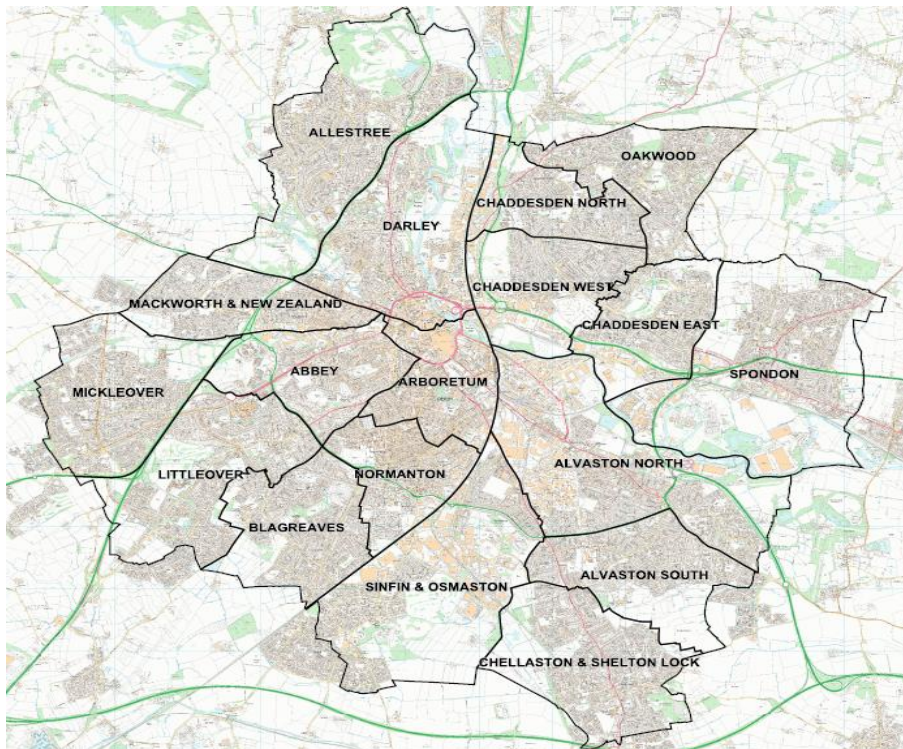 ALLESTREE
OAKWOOD
CHADDESDEN NORTH
DARLEY
CHADDESDEN WEST
MACKWORTH & NEW ZEALAND
CHADDESDEN EAST
ABBEY
SPONDON
ARBORETUM
MICKLEOVER
ALVASTON NORTH
LITTLEOVER
NORMANTON
BLAGREAVES
ALVASTON SOUTH
SINFIN & OSMASTON
CHELLASTON & SHELTON LOCK